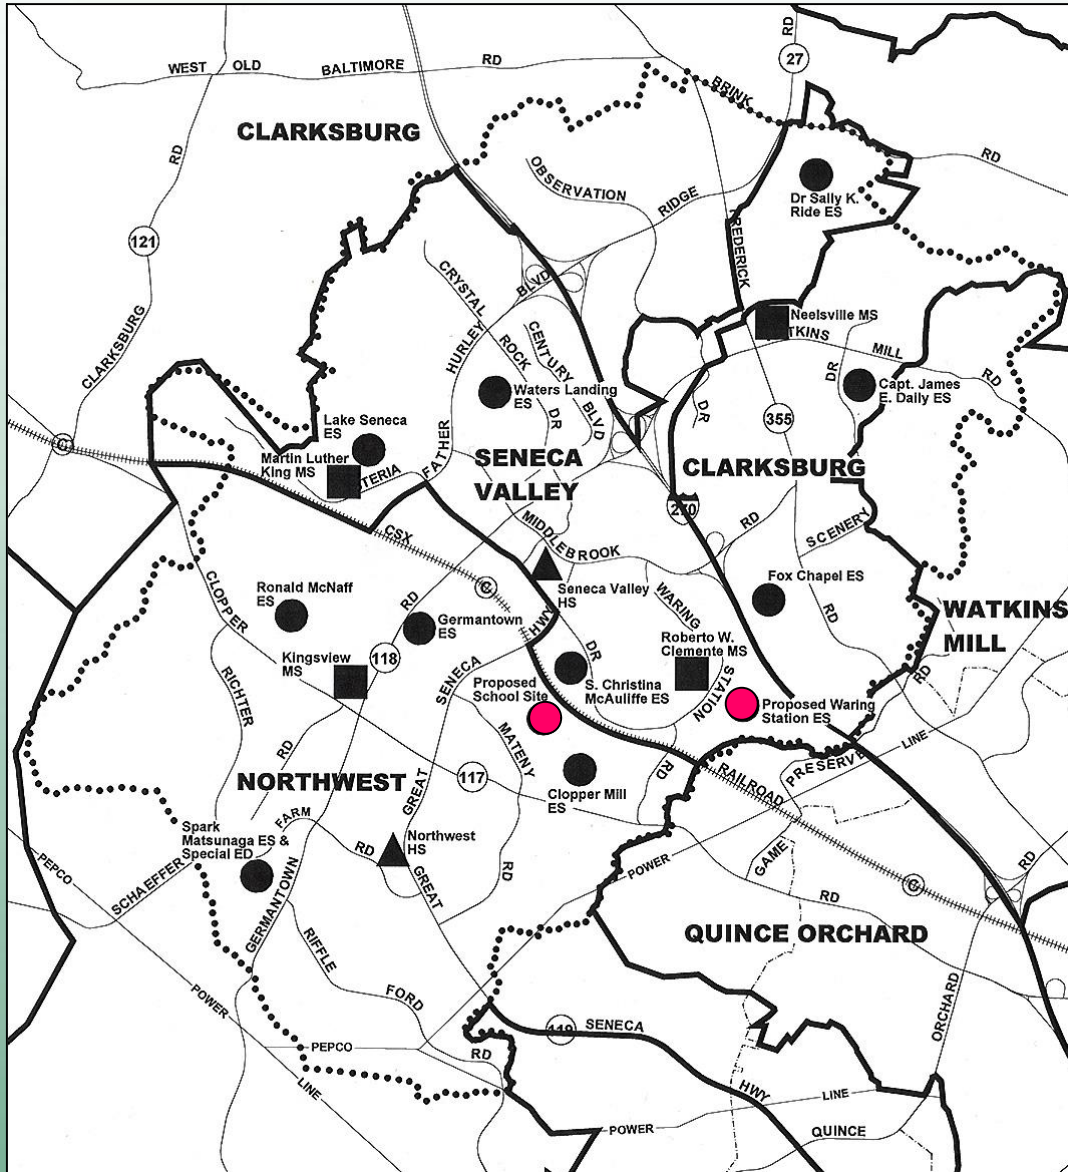 RD
27
WEST OLD BALTIMORE RD
BRINK
CLARKSBURG
RD
RD
OBSERVATION
Dr Sally K.
Ride ES
RIDGE
FREDERICK
121
CRYSTAL
BLVD
CLARKSBURG
HURLEY
ROCK
CENTURY
Neelsville MS
TKINS
MILL
RD
DR
Waters Landing
ES
Capt. James
E. Daily ES
DR
BLVD
DR
355
Lake Seneca
ES
Martin Luther
King MS
TERIA
FATHER
SENECA
VALLEY
CLARKSBURG
C
270
CSX
MIDDLEBROOK
RD
SCENERY
CLOPPER
Ronald McNaff
ES
RD
C
Seneca Valley
HS
Fox Chapel ES
WARING
WATKINS
MILL
Germantown
ES
HWY
RD
Kingsview
MS
118
SENECA
DR
Roberto W.
Clemente MS
STATION
RICHTER
Proposed
School Site
S. Christina
McAuliffe ES
Proposed Waring
Station ES
RD
LINE
MATENY
RD
NORTHWEST
GREAT
117
Clopper Mill
ES
RD
RAILROAD
PRESERVE
Spark
Matsunaga ES &
Special ED
FARM
RD
Northwest
HS
RD
POWER
GAME
RD
PEPCO
SCHAEFFER
GREAT
RD
C
GERMANTOWN
QUINCE ORCHARD
RIFFLE
FORD
ORCHARD
POWER
119
SENECA
PEPCO
RD
LINE
HWY
LINE
POWER
QUINCE